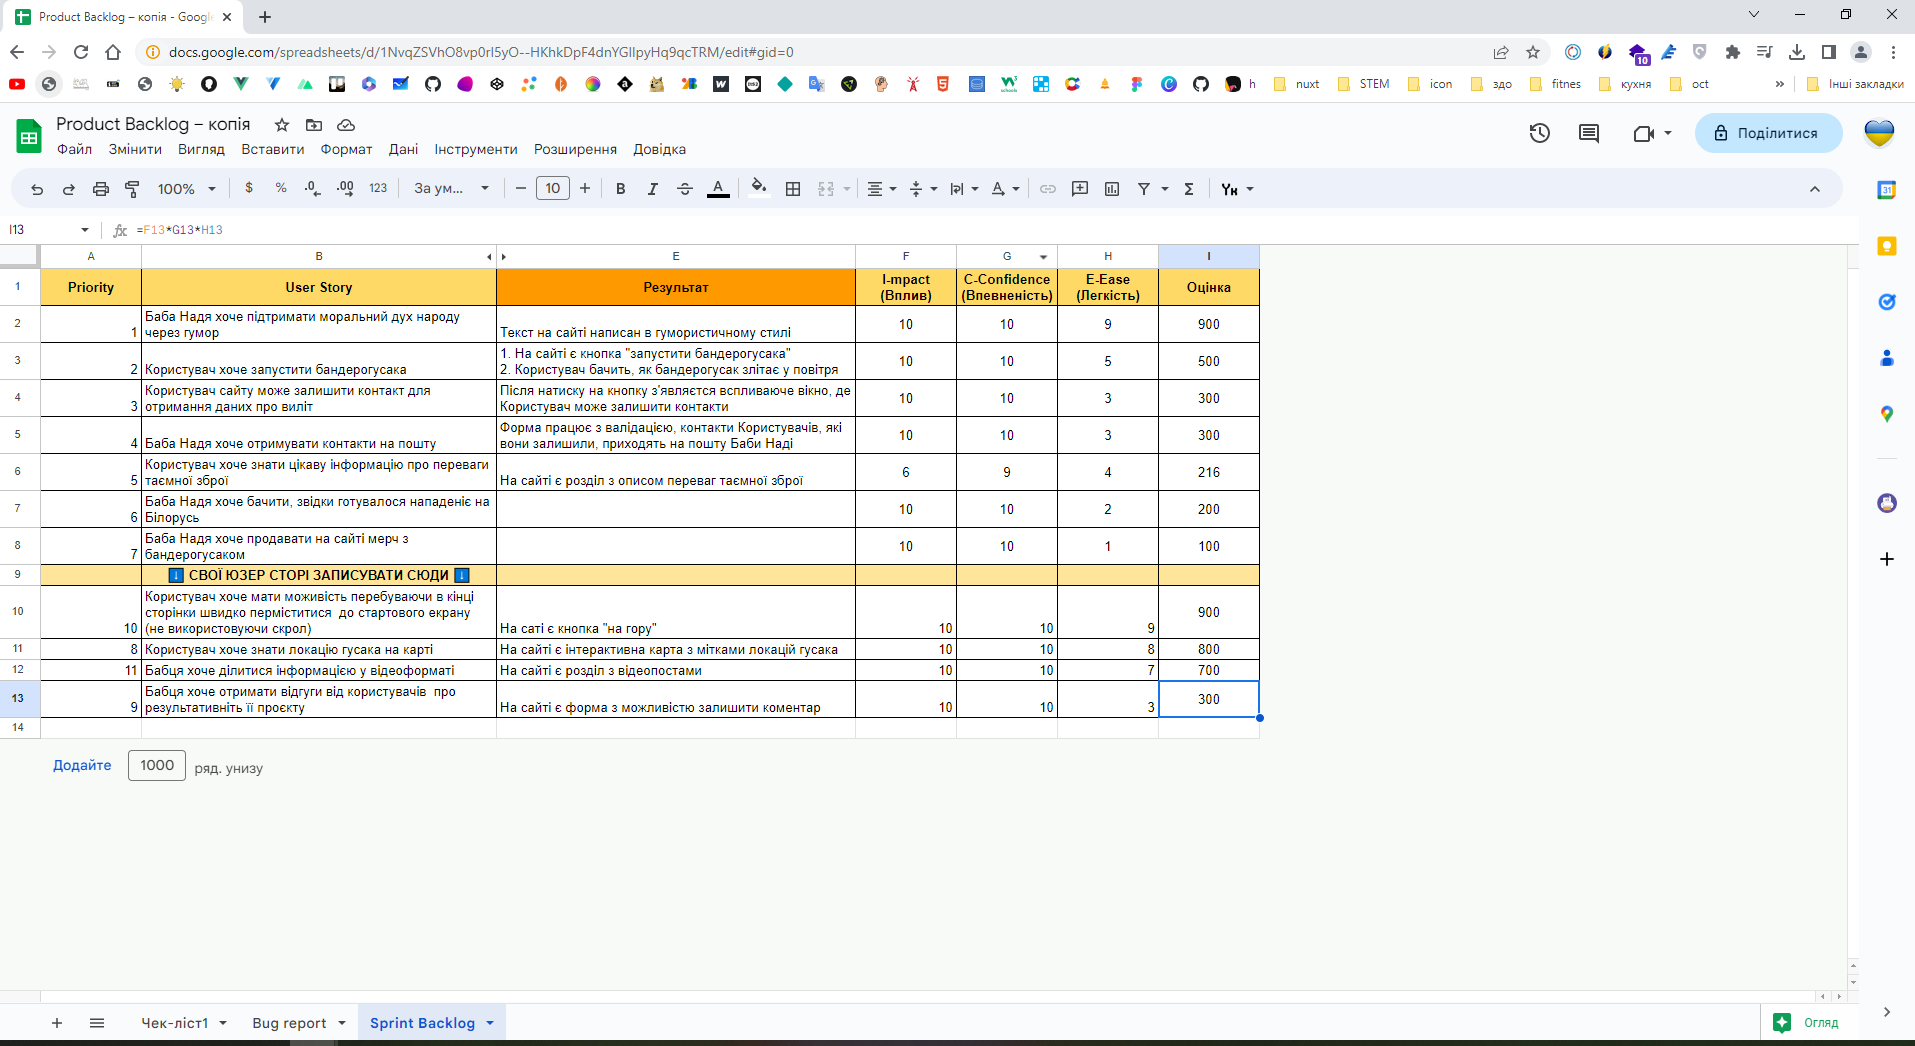 Product Backlog – копія - Googl
docs.google.com/spreadsheets/d/1NvqZSVhO8vp0rl5yO--HKhkDpF4dnYGIlpyHq9qcTRM/edit#gid=0
10
h nuxt STEM icon здо fitnes кухня oct » Інші закладки
Product Backlog – копія
Файл Змінити Вигляд Вставити Формат Дані Інструменти Розширення Довідка
Поділитися
100% $ % .0 .00 123 За ум... − 10 + B I S A Σ Үн
31
I13 fx =F13*G13*H13
A B E F G H I
1 Priority User Story Результат I-mpact (Вплив) C-Confidence (Впевненість) E-Ease (Легкість) Оцінка
2 1 Баба Надя хоче підтримати моральний дух народу через гумор Текст на сайті написан в гумористичному стилі 10 10 9 900
3 2 Користувач хоче запустити бандерогусака 1. На сайті є кнопка "запустити бандерогусака" 2. Користувач бачить, як бандерогусак злітає у повітря 10 10 5 500
4 3 Користувач сайту може залишити контакт для отримання даних про виліт Після натиску на кнопку з'являєтся вспливаюче вікно, де Користувач може залишити контакти 10 10 3 300
5 4 Баба Надя хоче отримувати контакти на пошту Форма працює з валідацією, контакти Користувачів, які вони залишили, приходять на пошту Баби Наді 10 10 3 300
6 5 Користувач хоче знати цікаву інформацію про переваги таємної зброї На сайті є розділ з описом переваг таємної зброї 6 9 4 216
7 6 Баба Надя хоче бачити, звідки готувалося нападеніє на Білорусь 10 10 2 200
8 7 Баба Надя хоче продавати на сайті мерч з бандерогусаком 10 10 1 100
9 ⬇ СВОЇ ЮЗЕР СТОРІ ЗАПИСУВАТИ СЮДИ ⬇
10 10 Користувач хоче мати моживість перебуваючи в кінці сторінки швидко перміститися до стартового екрану (не використовуючи скрол) На саті є кнопка "на гору" 10 10 9 900
11 8 Користувач хоче знати локацію гусака на карті На сайті є інтерактивна карта з мітками локацій гусака 10 10 8 800
12 11 Бабця хоче ділитися інформацією у відеоформаті На сайті є розділ з відеопостами 10 10 7 700
13 9 Бабця хоче отримати відгуги від користувачів про результативніть її проєкту На сайті є форма з можливістю залишити коментар 10 10 3 300
14
Додайте 1000 ряд. унизу
+ Чек-ліст1 Bug report Sprint Backlog Огляд